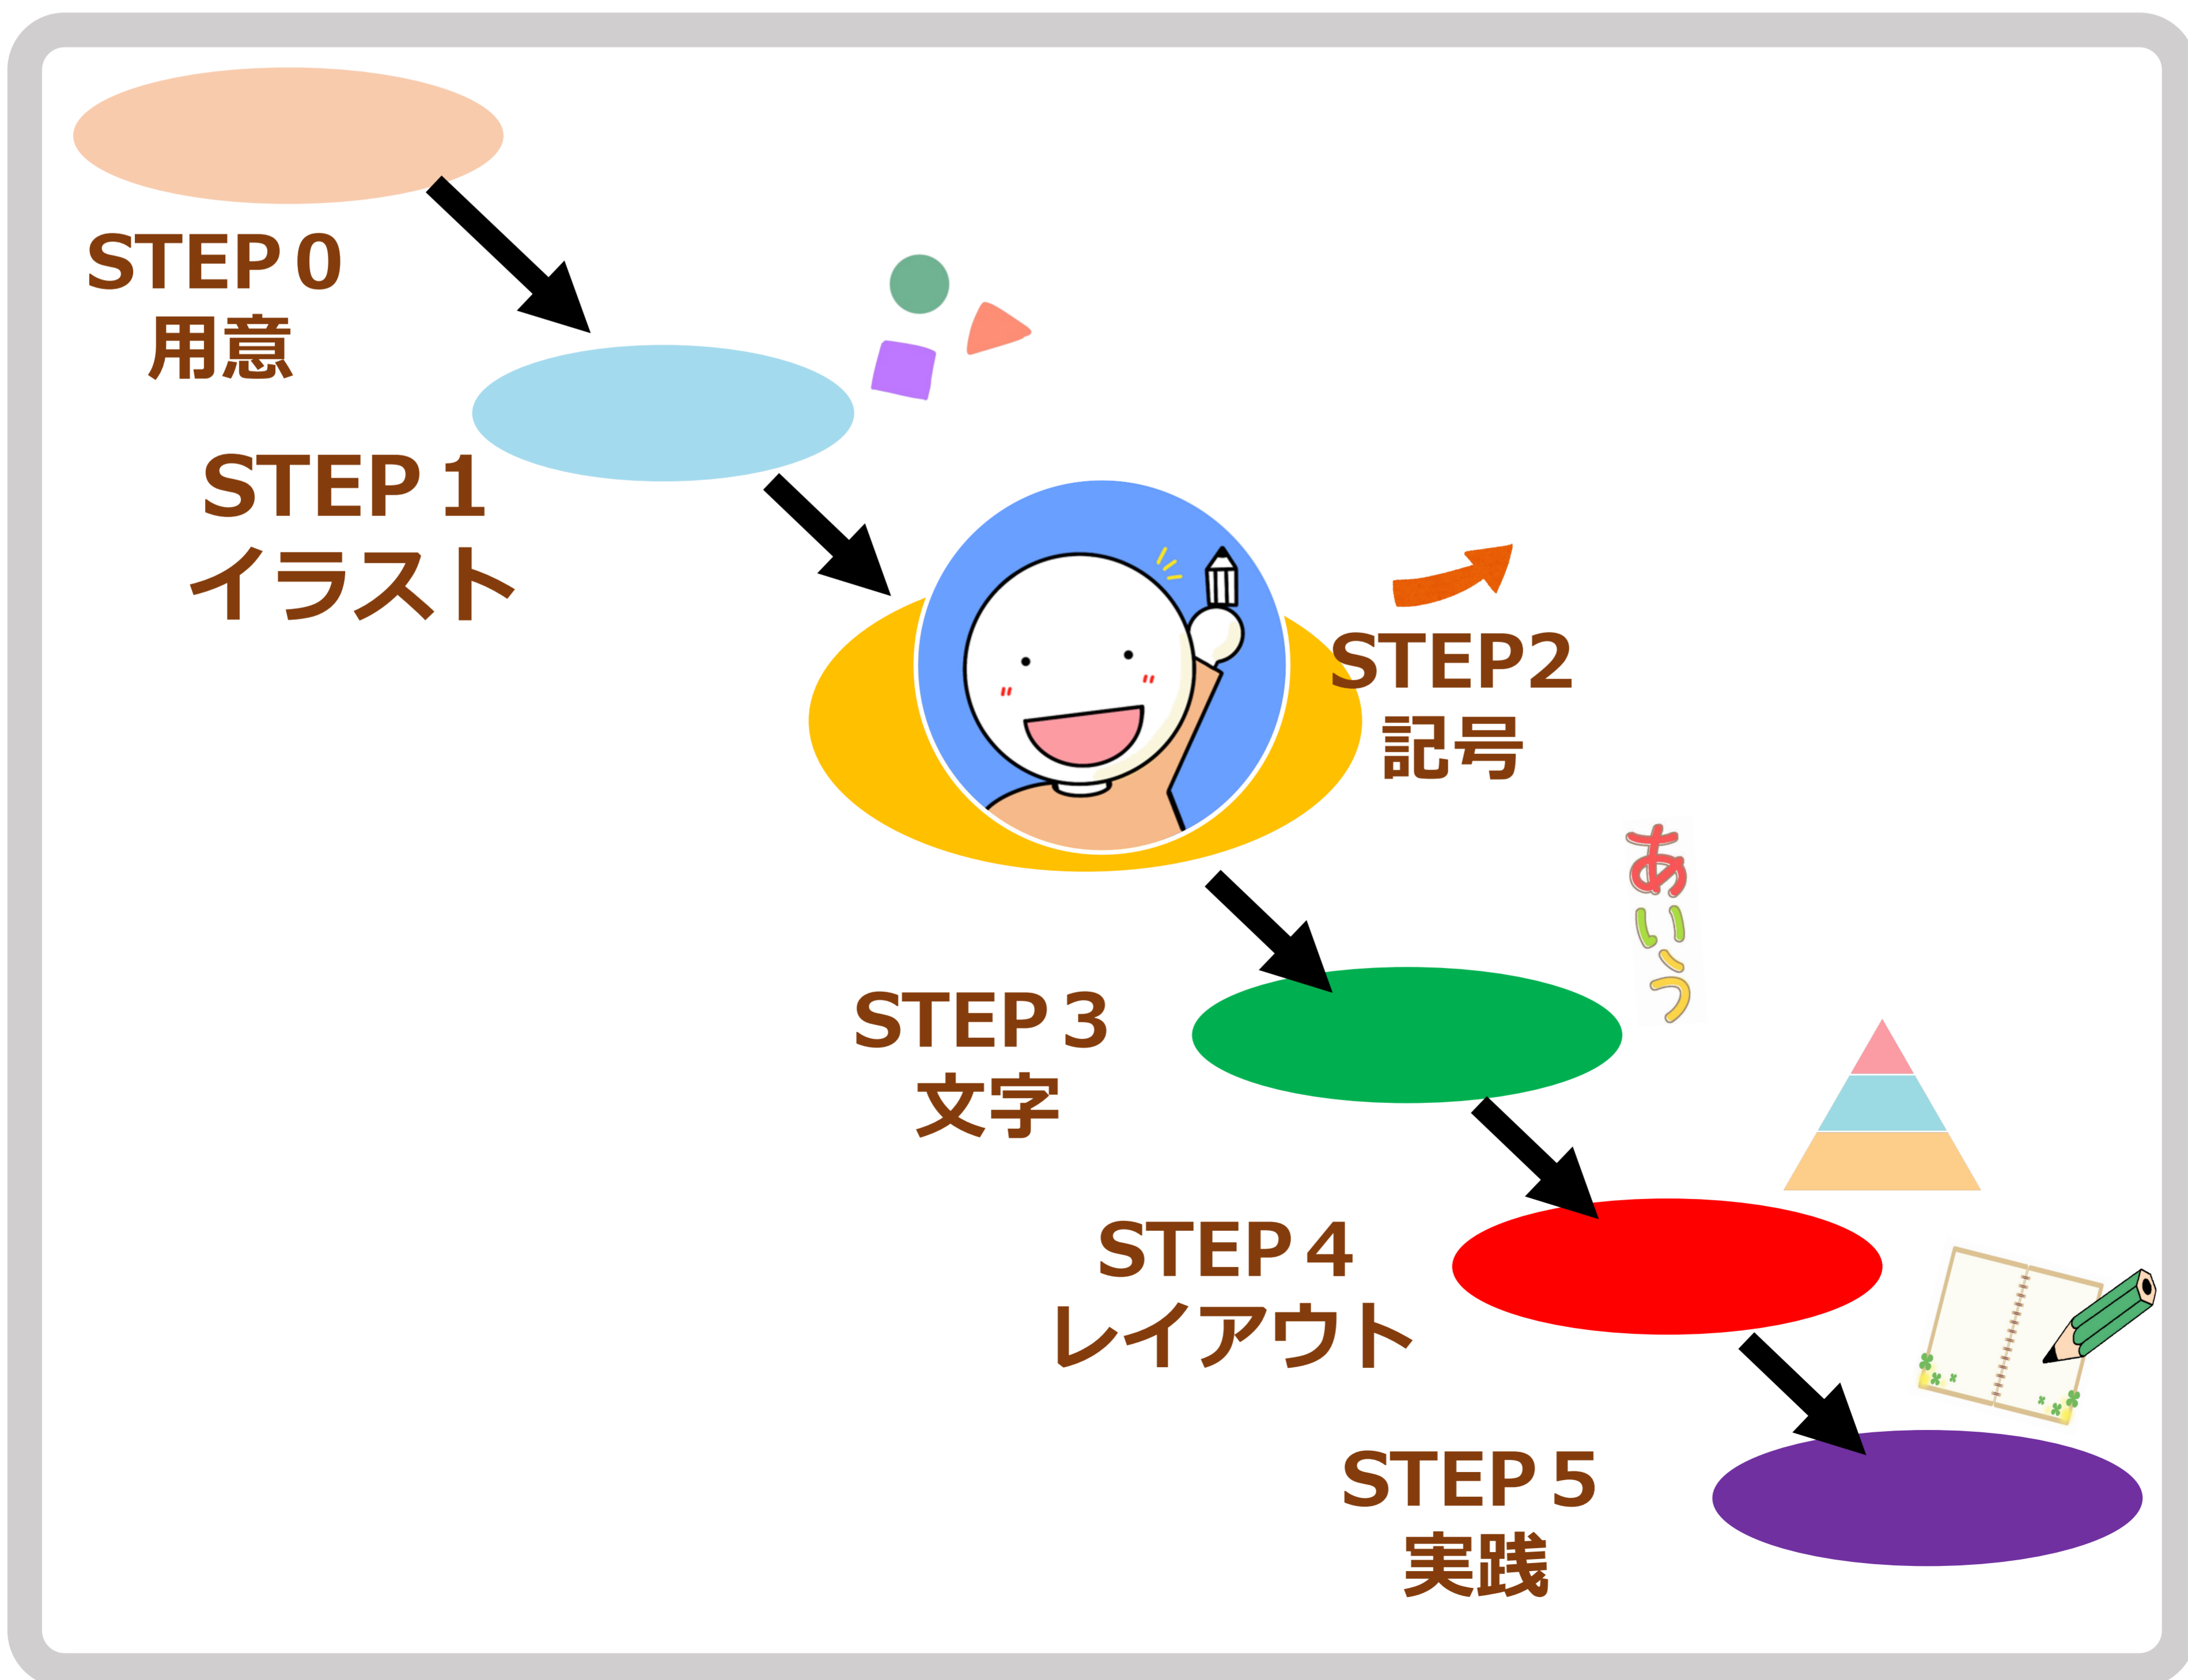 STEP 0
用意
STEP 1
イラスト
STEP2
記号
あいう
STEP 3
文字
STEP 4
レイアウト
STEP 5
実践